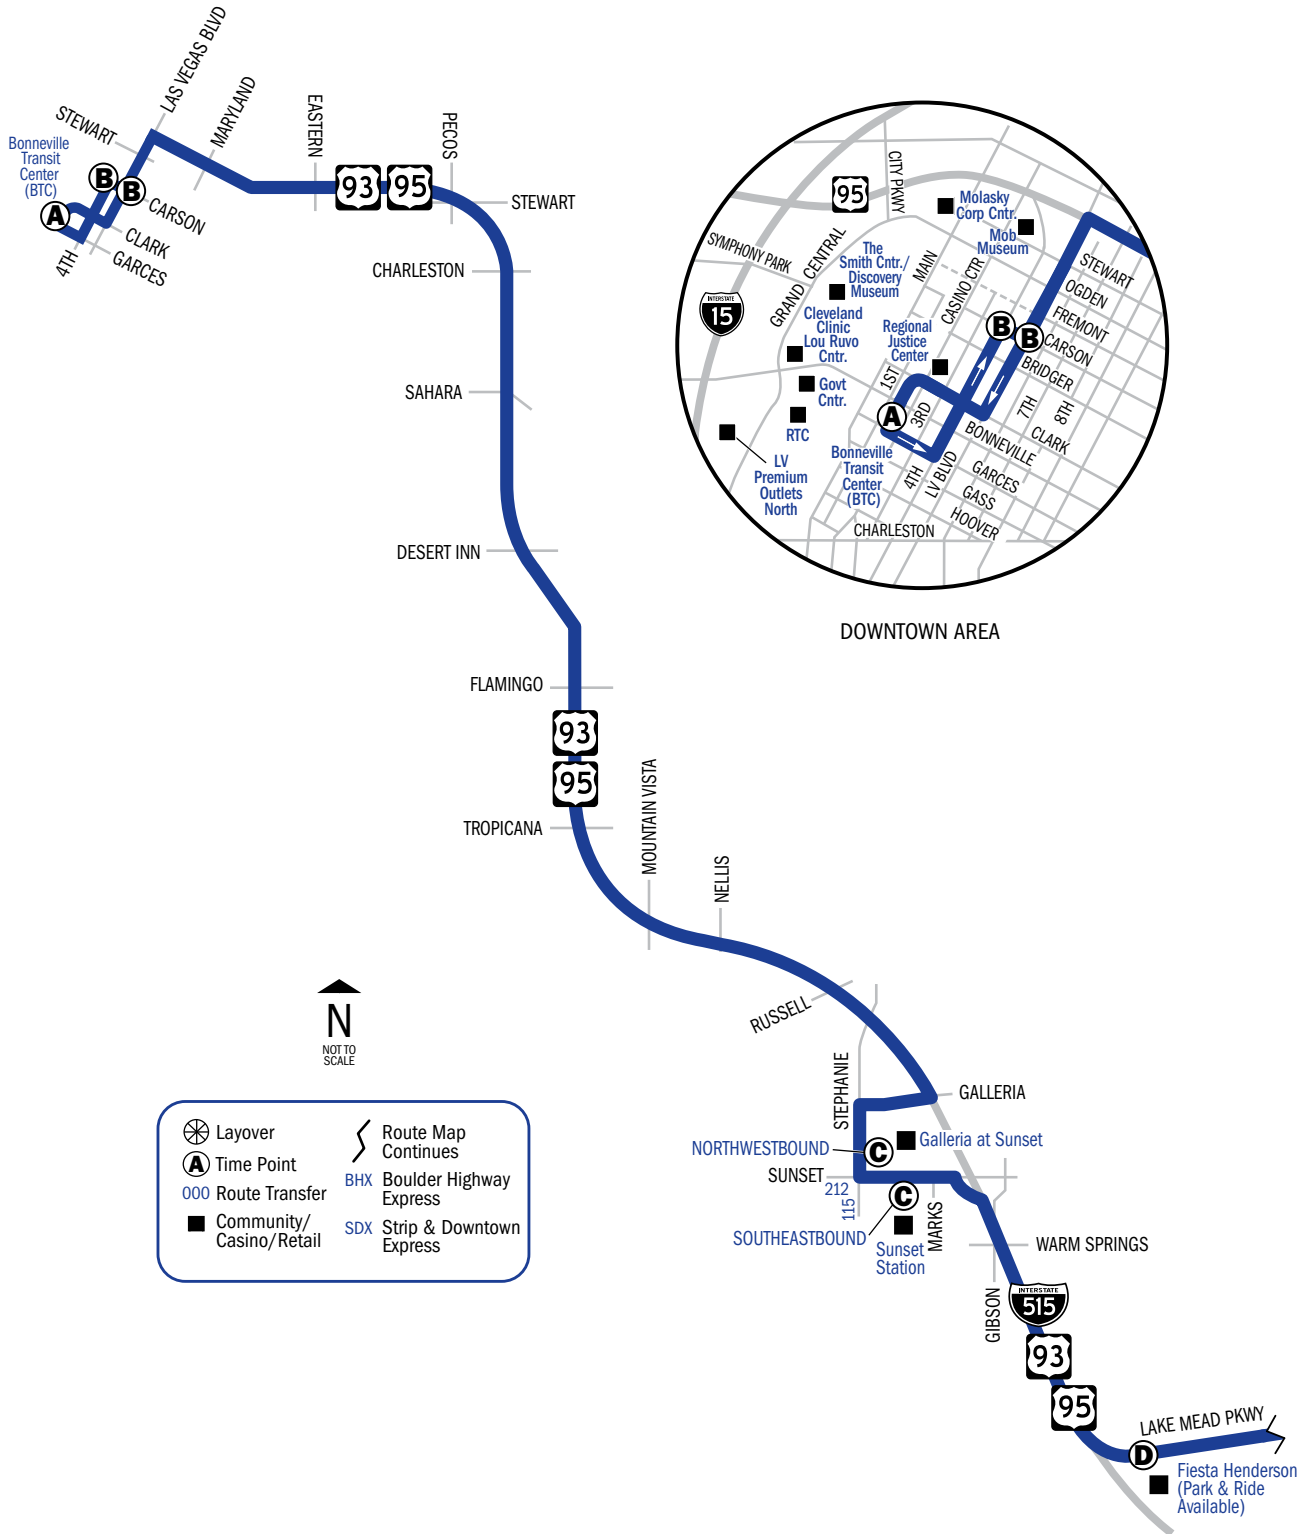 LAS VEGAS BLVD
MARYLAND
STEWART
EASTERN
PECOS
Bonneville
Transit
Center
(BTC)
B
B
A
93
95
STEWART
CARSON
CLARK
GARCES
4TH
CHARLESTON
SAHARA
DESERT INN
FLAMINGO
93
95
TROPICANA
MOUNTAIN VISTA
NELLIS
RUSSELL
STEPHANIE
GALLERIA
NORTHWESTBOUND
C
Galleria at Sunset
SUNSET
212
115
C
SOUTHEASTBOUND
Sunset
Station
MARKS
WARM SPRINGS
GIBSON
INTERSTATE
515
93
95
LAKE MEAD PKWY
D
Fiesta Henderson
(Park & Ride
Available)
95
CITY PKWY
Molasky
Corp Cntr.
Mob
Museum
SYMPHONY PARK
GRAND CENTRAL
The
Smith Cntr./
Discovery
Museum
MAIN
CASINO CTR
STEWART
OGDEN
FREMONT
CARSON
BRIDGER
INTERSTATE
15
Cleveland
Clinic
Lou Ruvo
Cntr.
Regional
Justice
Center
B
B
1ST
Govt
Cntr.
A
3RD
7TH
8TH
CLARK
RTC
BONNEVILLE
Bonneville
Transit
Center
(BTC)
LV
Premium
Outlets
North
4TH
LV BLVD
GARCES
GASS
HOOVER
CHARLESTON
DOWNTOWN AREA
N
NOT TO
SCALE
Layover
A
Time Point
000
Route Transfer
Community/
Casino/Retail
Route Map
Continues
BHX
Boulder Highway
Express
SDX
Strip & Downtown
Express